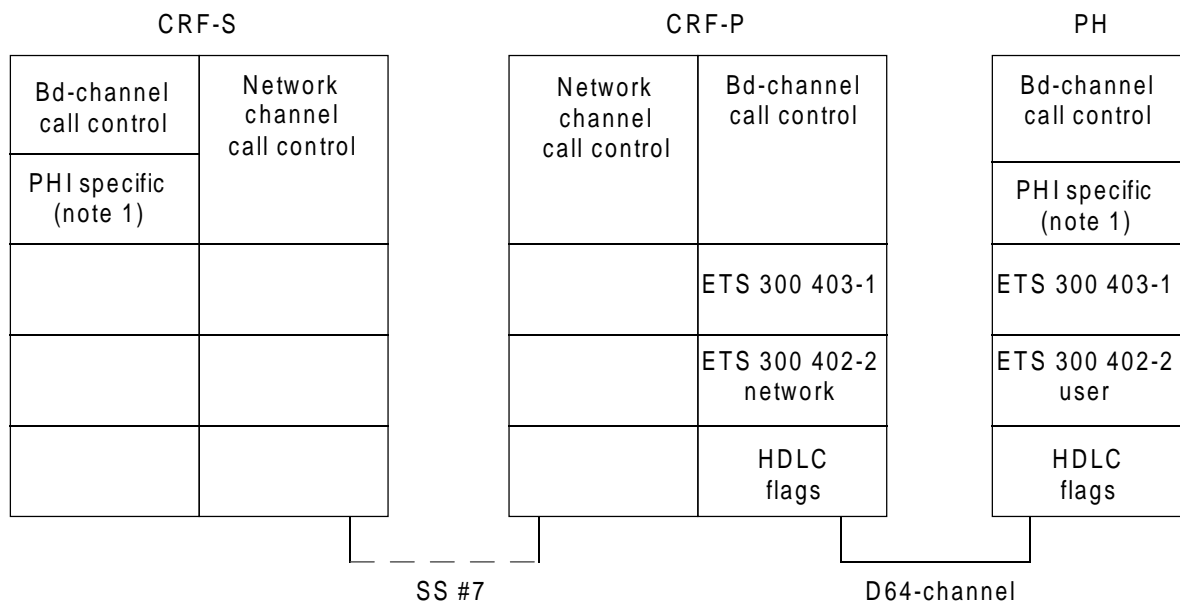 CRF-S
CRF-P
PH
Bd-channel
call control
Network
channel
call control
PHI specific
(note 1)
Network
channel
call control
Bd-channel
call control
ETS 300 403-1
ETS 300 402-2
network
HDLC
flags
Bd-channel
call control
PHI specific
(note 1)
ETS 300 403-1
ETS 300 402-2
user
HDLC
flags
SS #7
D64-channel